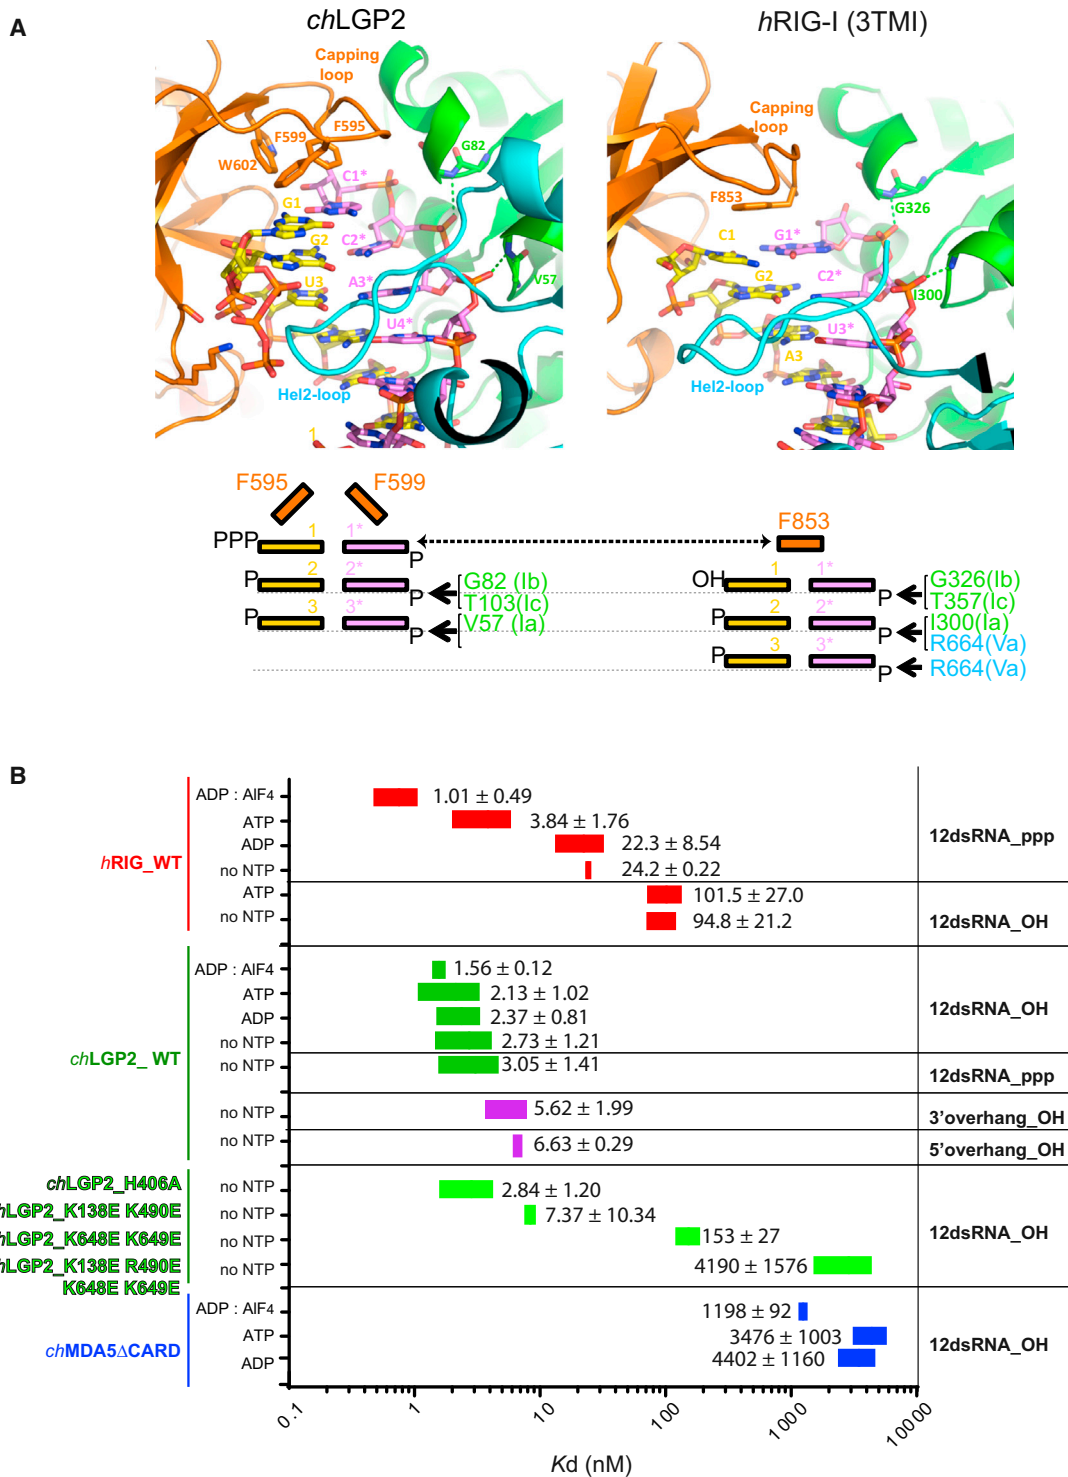 A
chLGP2
hRIG-I (3TMI)
Capping
loop
F599
F595
W602
G82
C1*
G1
C2*
G2
U3
A3*
V57
U4*
Hel2-loop
1
Capping
loop
F853
G326
C1
G1*
G2
C2*
I300
U3*
A3
Hel2-loop
F595
F599
F853
PPP
1
1*
P
P
2
2*
P
G82 (Ib)
T103(Ic)
P
3
3*
P
V57 (Ia)
OH
1
1*
P
G326(Ib)
T357(Ic)
P
2
2*
P
I300(Ia)
R664(Va)
P
3
3*
P
R664(Va)
B
hRIG_WT
ADP : AlF4
1.01 ± 0.49
ATP
3.84 ± 1.76
ADP
22.3 ± 8.54
no NTP
24.2 ± 0.22
12dsRNA_ppp
ATP
101.5 ± 27.0
no NTP
94.8 ± 21.2
12dsRNA_OH
chLGP2_ WT
ADP : AlF4
1.56 ± 0.12
ATP
2.13 ± 1.02
ADP
2.37 ± 0.81
no NTP
2.73 ± 1.21
12dsRNA_OH
no NTP
3.05 ± 1.41
12dsRNA_ppp
no NTP
5.62 ± 1.99
3'overhang_OH
no NTP
6.63 ± 0.29
5'overhang_OH
chLGP2_H406A
no NTP
2.84 ± 1.20
hLGP2_K138E K490E
no NTP
7.37 ± 10.34
hLGP2_K648E K649E
no NTP
153 ± 27
hLGP2_K138E R490E
K648E K649E
no NTP
4190 ± 1576
12dsRNA_OH
chMDA5ΔCARD
ADP : AlF4
1198 ± 92
ATP
3476 ± 1003
ADP
4402 ± 1160
12dsRNA_OH
0.1
1
10
100
1000
10000
Kd (nM)